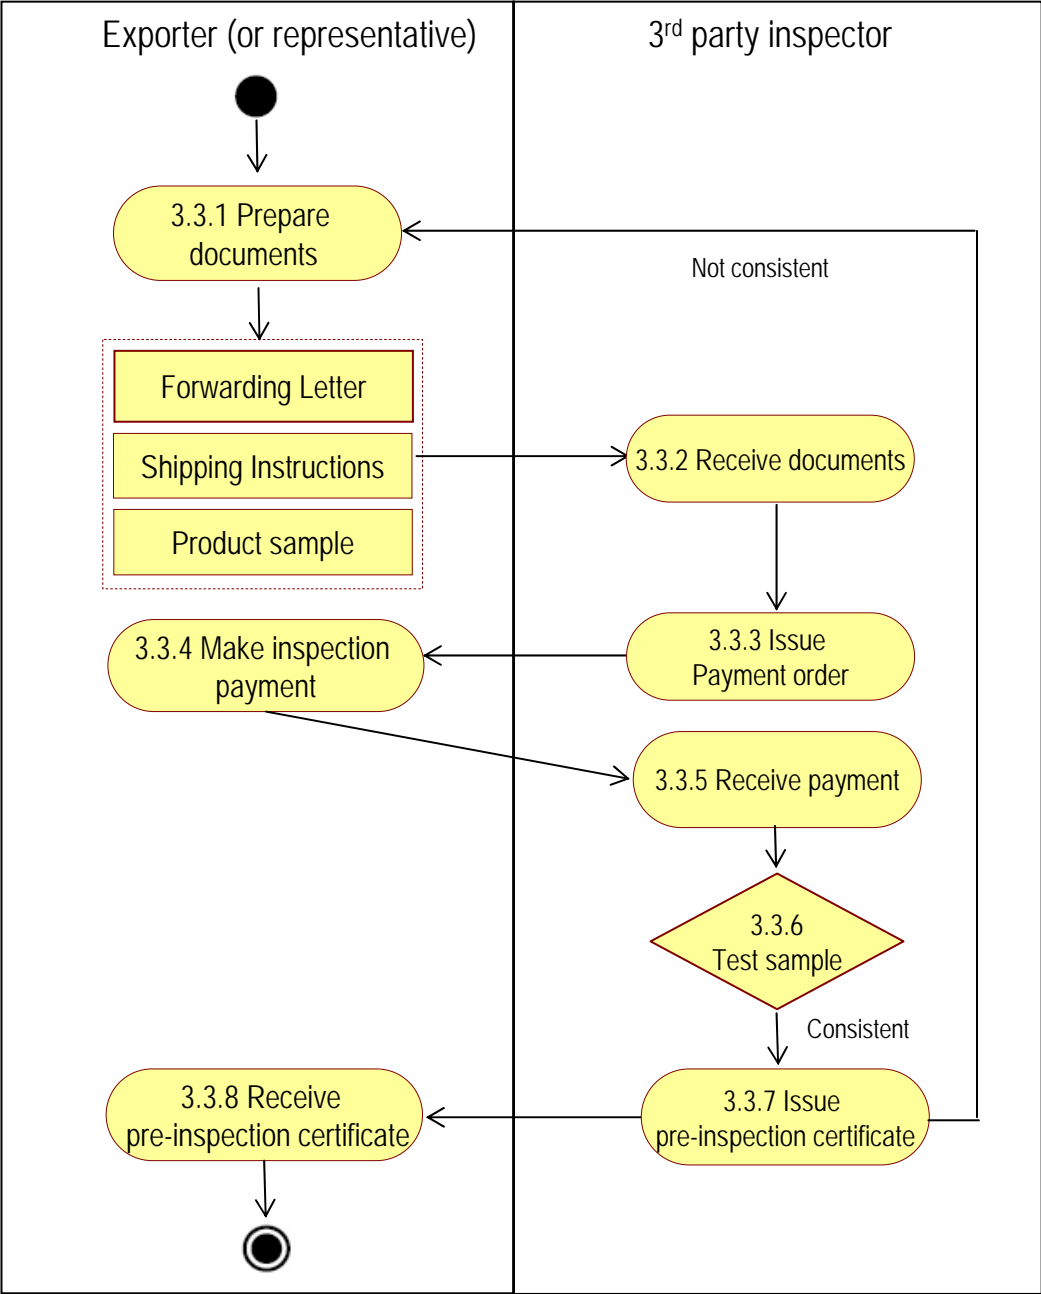 Exporter (or representative)
3rd party inspector
3.3.1 Prepare
documents
Not consistent
Forwarding Letter
Shipping Instructions
3.3.2 Receive documents
Product sample
3.3.4 Make inspection
payment
3.3.3 Issue
Payment order
3.3.5 Receive payment
3.3.6
Test sample
Consistent
3.3.8 Receive
pre-inspection certificate
3.3.7 Issue
pre-inspection certificate